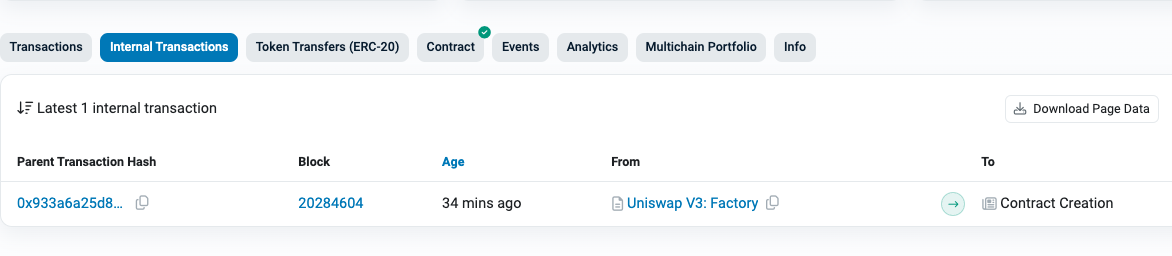 Transactions Internal Transactions Token Transfers (ERC-20) Contract Events Analytics Multichain Portfolio Info
Latest 1 internal transaction Download Page Data
Parent Transaction Hash Block Age From To
0x933a6a25d8... 20284604 34 mins ago Uniswap V3: Factory Contract Creation